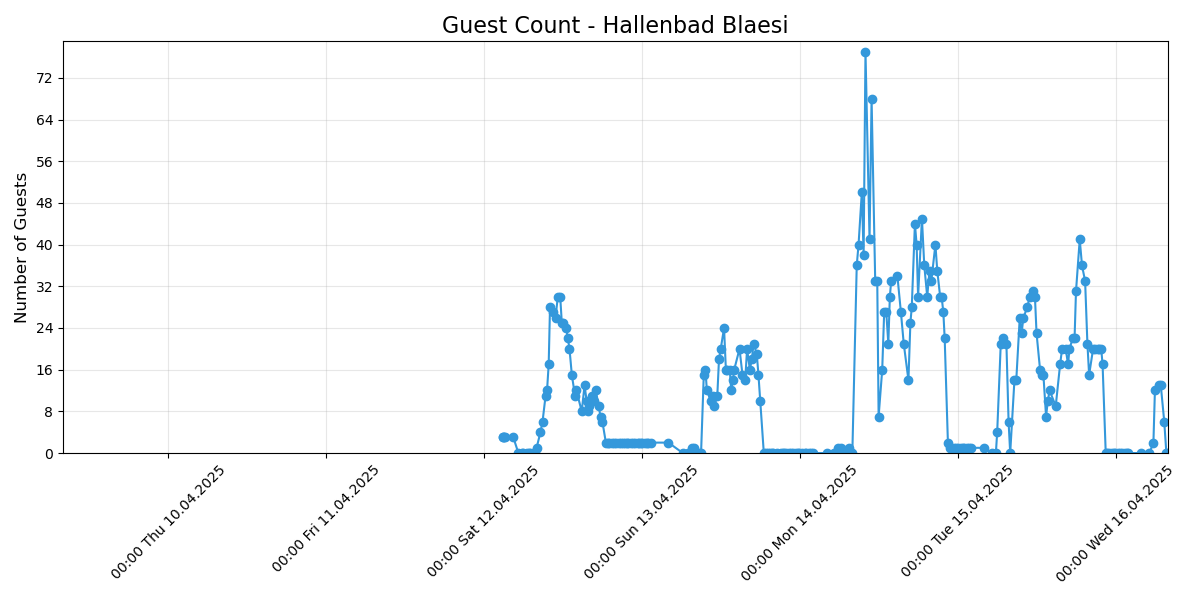 Guest Count - Hallenbad Blaesi
Number of Guests
72
64
56
48
40
32
24
16
8
0
00:00 Thu 10.04.2025
00:00 Fri 11.04.2025
00:00 Sat 12.04.2025
00:00 Sun 13.04.2025
00:00 Mon 14.04.2025
00:00 Tue 15.04.2025
00:00 Wed 16.04.2025